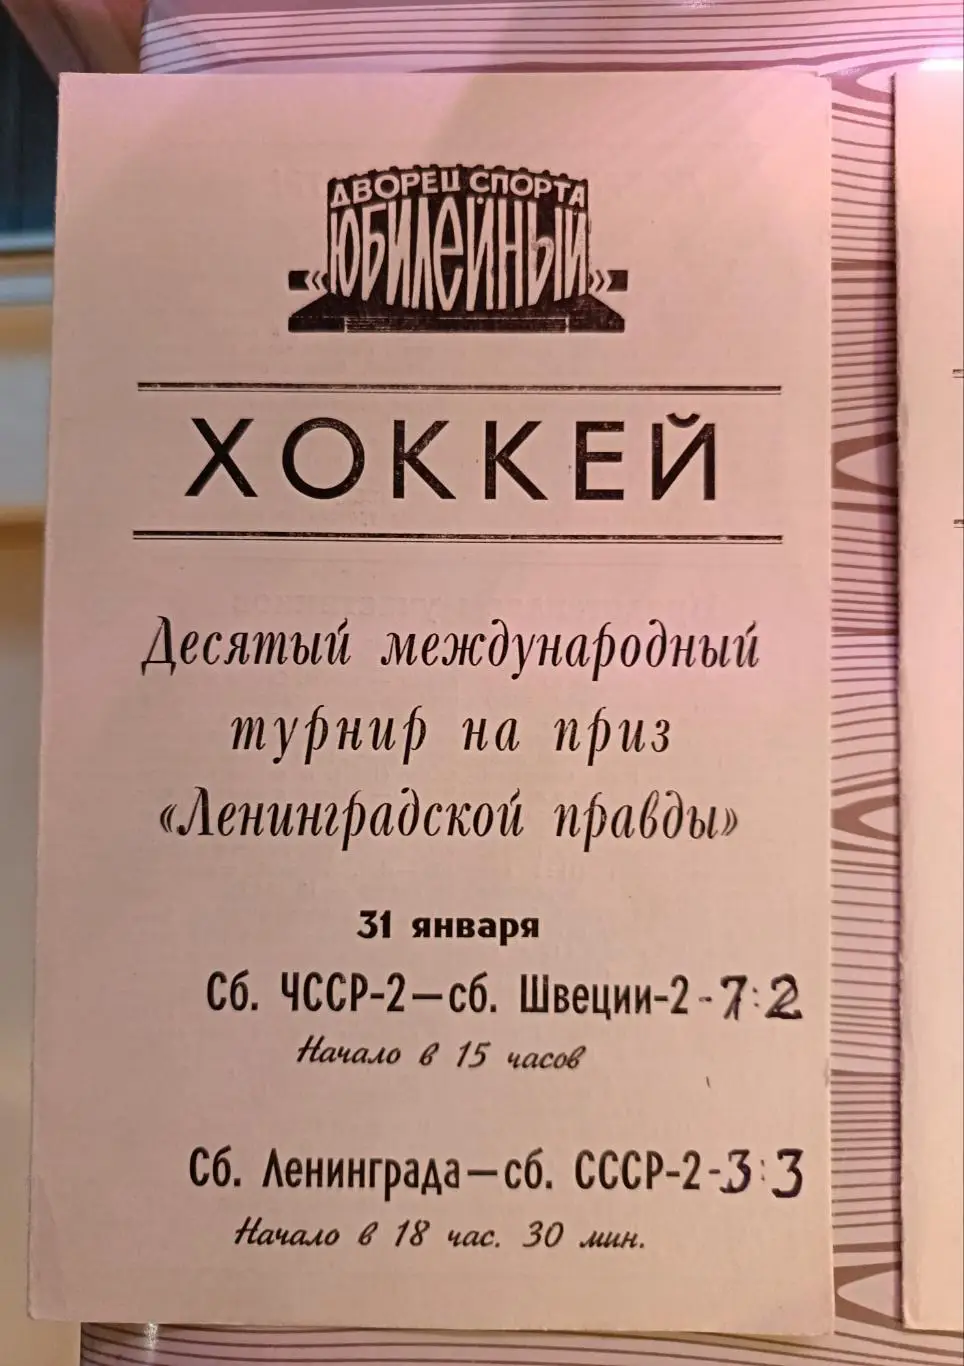 ДВОРЕЦ СПОРТА
«ЮБИЛЕЙНЫЙ»
ХОККЕЙ
Десятый международный
турнир на приз
«Ленинградской правды»
31 января
Сб. ЧССР-2—сб. Швеции-2-7:2
Начало в 15 часов
Сб. Ленинграда—сб. СССР-2-3:3
Начало в 18 час. 30 мин.